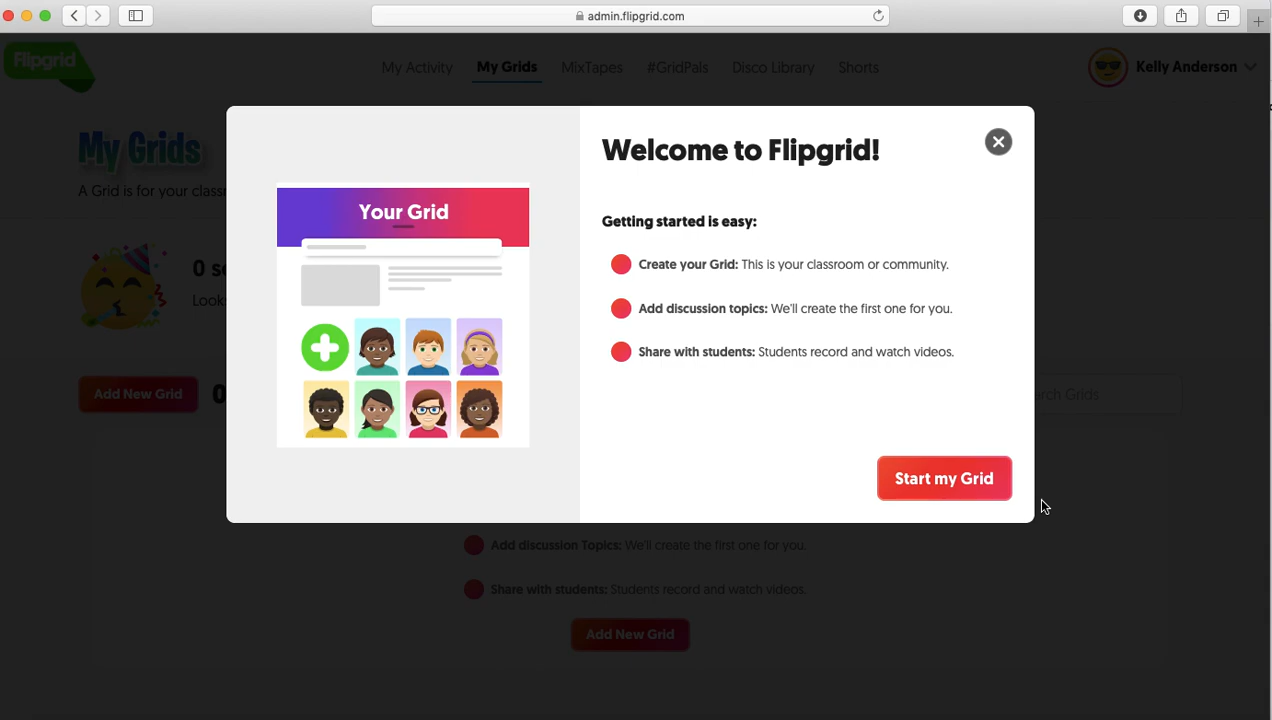 admin.flipgrid.com
Flipgrid
My Activity
My Grids
MixTapes
#GridPals
Disco Library
Shorts
Kelly Anderson
My Grids
A Grid is for your
Welcome to Flipgrid!
Your Grid
Getting started is easy:
Create your Grid: This is your classroom or community.
Add discussion topics: We'll create the first one for you.
Share with students: Students record and watch videos.
0
Add New Grid
0
Grids
Start my Grid
Add discussion Topics: We'll create the first one for you.
Share with students: Students record and watch videos.
Add New Grid